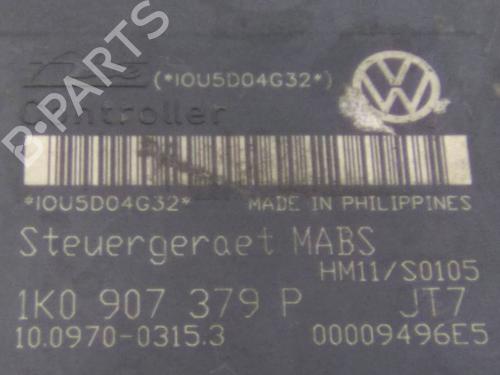 B-PARTS
(*IOU5D04G32*)
Controller
*IOU5D04G32*
MADE IN PHILIPPINES
Steuergeraet MABS
HM11/S0105
1K0 907 379 P JT7
10.0970-0315.3 00009496E5